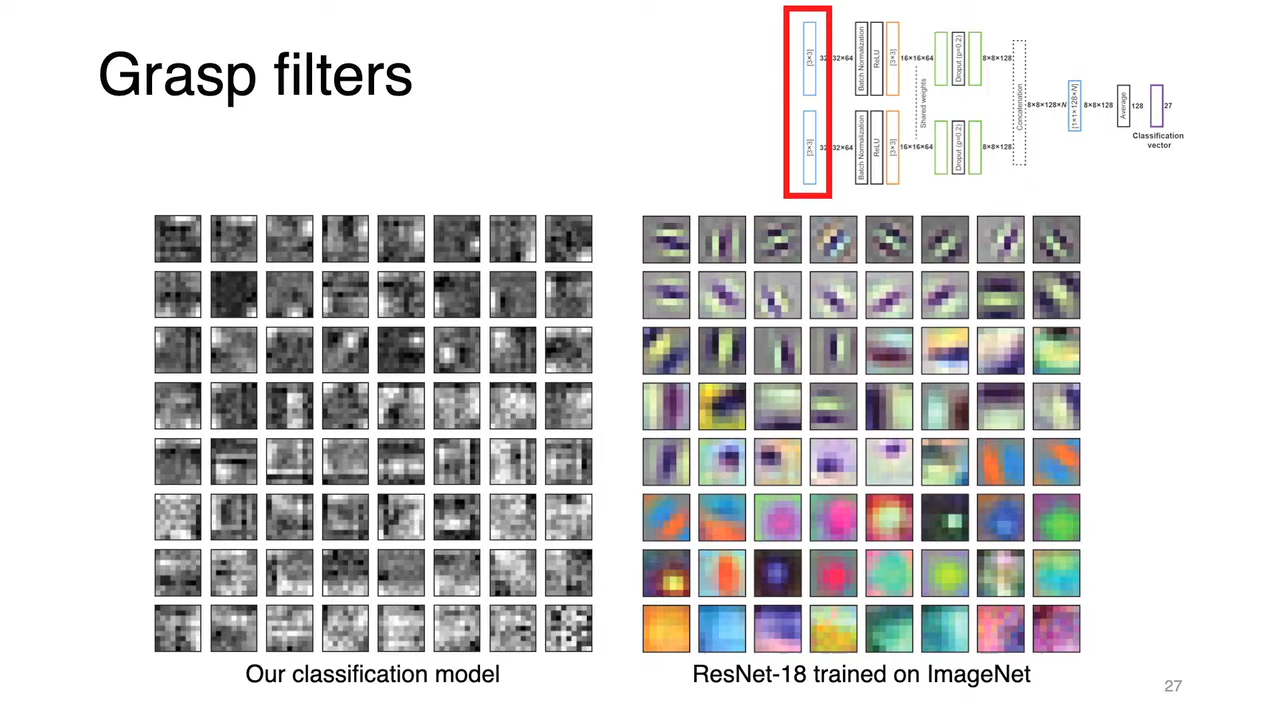 Grasp filters
[3×3]
32×32×64
Batch Normalization
ReLU
[3×3]
16×16×64
Droput (p=0.2)
8×8×128
Shared weights
[3×3]
32×32×64
Batch Normalization
ReLU
[3×3]
16×16×64
Droput (p=0.2)
8×8×128
Concatenation
8×8×128×N
[1×1×128×N]
8×8×128
Average
128
27
Classification
vector
Our classification model
ResNet-18 trained on ImageNet
27